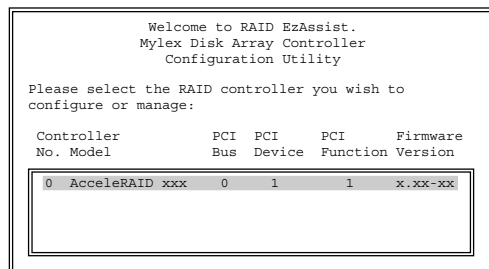 Welcome to RAID EzAssist.
Mylex Disk Array Controller
Configuration Utility
Please select the RAID controller you wish to
configure or manage:
Controller PCI PCI PCI Firmware
No. Model Bus Device Function Version
0 AcceleRAID xxx 0 1 1 x.xx-xx